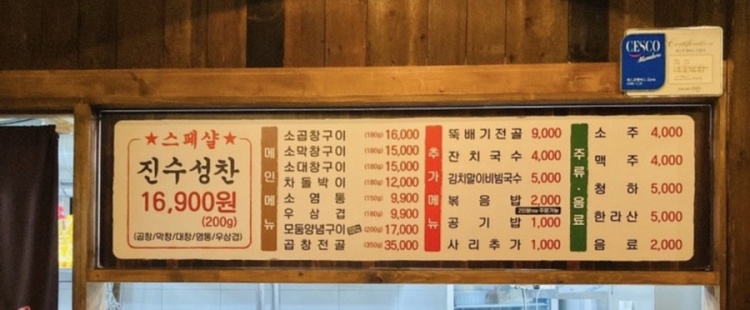 CESCO
Members
★스페샬★
진수성찬
16,900원
(200g)
(곱창/막창/대창/염통/우삼겹)
메인메뉴
소곱창구이 (180g) 16,000
소막창구이 (180g) 15,000
소대창구이 (180g) 15,000
차돌박이 (180g) 12,000
소염통 (150g) 9,900
우삼겹 (180g) 9,900
모둠양념구이 (200g) 17,000
곱창전골 (350g) 35,000
추가메뉴
뚝배기전골 9,000
잔치국수 4,000
김치말이비빔국수 5,000
볶음밥 2,000
공기밥 1,000
사리추가 1,000
주류·음료
소주 4,000
맥주 4,000
청하 5,000
한라산 5,000
음료 2,000